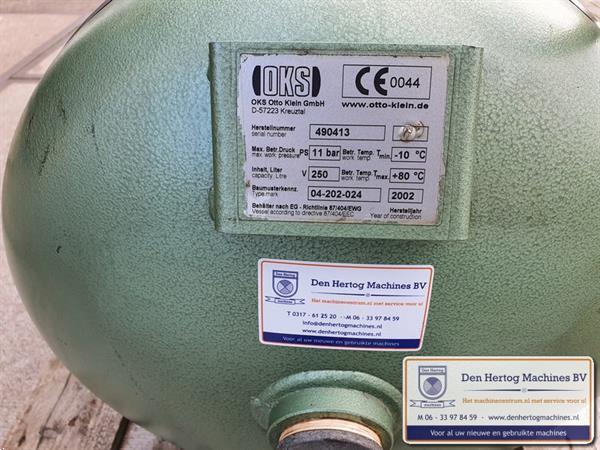 OKS
CE 0044
OKS Otto Klein GmbH
D-57223 Kreuztal
www.otto-klein.de
Herstellnummer
serial number
490413
Max. Betr.Druck
max. work pressure
PS
11 bar
Betr. Temp. T min.
work temp
-10 °C
Inhalt, Liter
capacity, Litre
V
250
Betr. Temp. T max.
work temp
+80 °C
Baumusterkennz.
Type mark
04-202-024
2002
Behälter nach EG - Richtlinie 87/404/EWG
Vessel according to directive 87/404/EEC
Herstelljahr
Year of construction
Den Hertog Machines BV
Het machinecentrum.nl met service voor u!
T 0317 - 61 25 20 - M 06 - 33 97 84 59
info@denhertogmachines.nl
www.denhertogmachines.nl
Voor al uw nieuwe en gebruikte machines
Den Hertog
machines
Den Hertog Machines BV
Het machinecentrum.nl met service voor u!
M 06 - 33 97 84 59 - www.denhertogmachines.nl
Voor al uw nieuwe en gebruikte machines